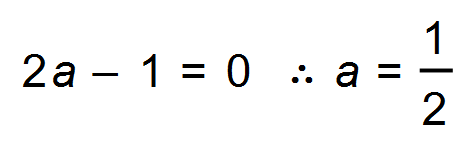 2a – 1 = 0 ∴ a = 1/2